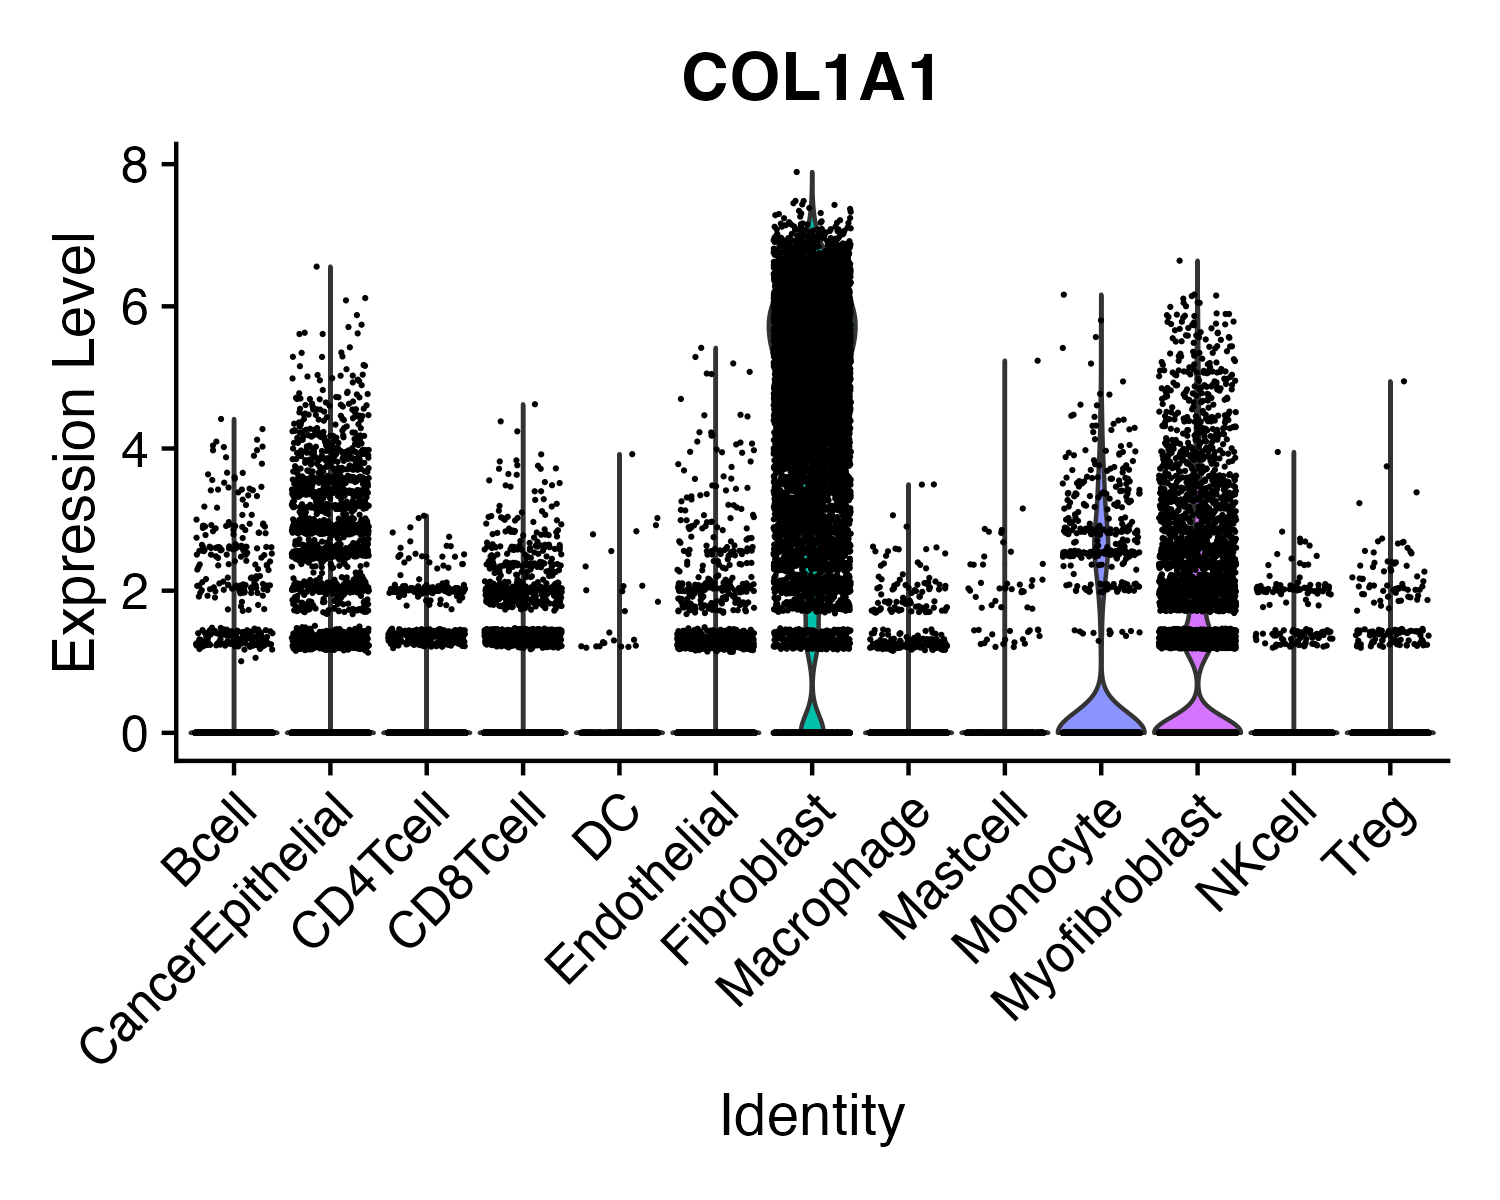 COL1A1
Expression Level
8
6
4
2
0
Bcell
CancerEpithelial
CD4Tcell
CD8Tcell
DC
Endothelial
Fibroblast
Macrophage
Mastcell
Monocyte
Myofibroblast
NKcell
Treg
Identity